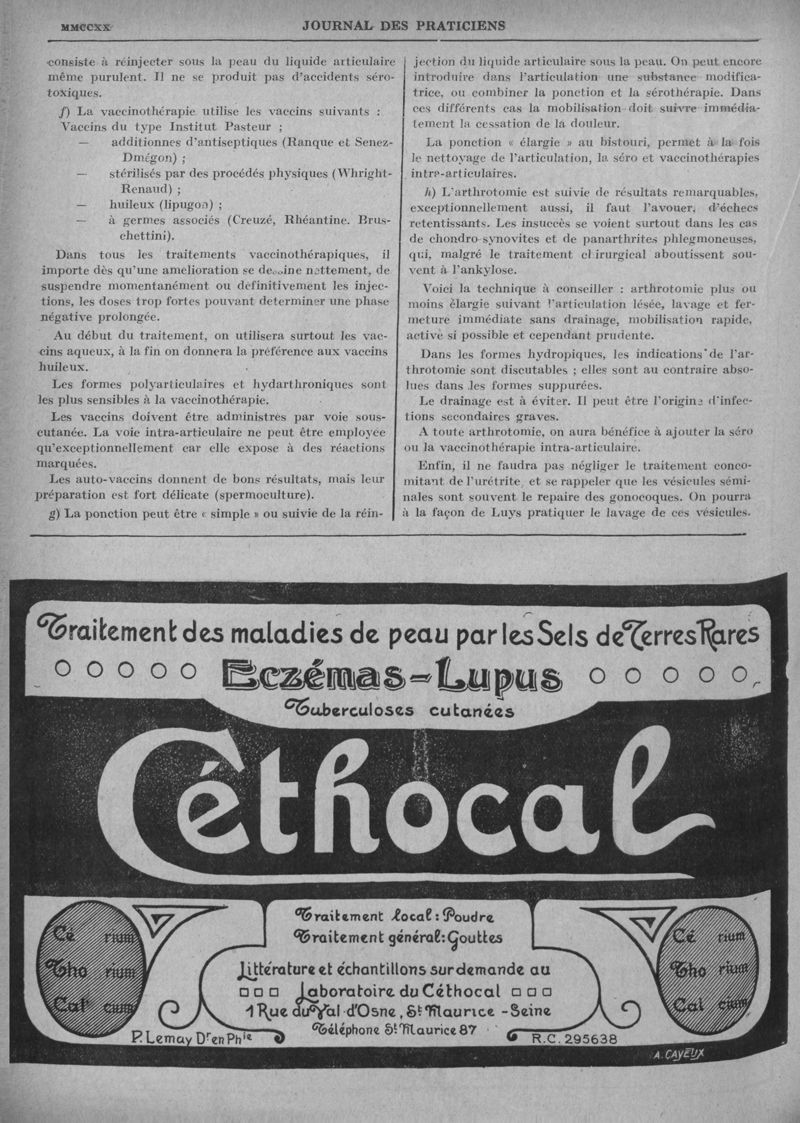 MMCCXX
JOURNAL DES PRATICIENS
consiste à réinjecter sous la peau du liquide articulaire
même purulent. Il ne se produit pas d'accidents séro-
toxiques.
f) La vaccinothérapie utilise les vaccins suivants :
Vaccins du type Institut Pasteur ;
— additionnes d'antiseptiques (Ranque et Senez-
Dmégon) ;
— stérilisés par des procédés physiques (Whright-
Renaud) ;
— huileux (lipugon) ;
— à germes associés (Creuzé, Rhéantine. Brus-
chettini).
Dans tous les traitements vaccinothérapiques, il
importe dès qu'une amelioration se dessine nettement, de
suspendre momentanément ou définitivement les injec-
tions, les doses trop fortes pouvant determiner une phase
négative prolongée.
Au début du traitement, on utilisera surtout les vac-
cins aqueux, à la fin on donnera la préférence aux vaccins
huileux.
Les formes polyarticulaires et hydarthroniques sont
les plus sensibles à la vaccinothérapie.
Les vaccins doivent être administrés par voie sous-
cutanée. La voie intra-articulaire ne peut être employée
qu'exceptionnellement car elle expose à des réactions
marquées.
Les auto-vaccins donnent de bons résultats, mais leur
préparation est fort délicate (spermoculture).
g) La ponction peut être « simple » ou suivie de la réin-
jection du liquide articulaire sous la peau. On peut encore
introduire dans l'articulation une substance modifica-
trice, ou combiner la ponction et la sérothérapie. Dans
ces différents cas la mobilisation doit suivre immédia-
tement la cessation de la douleur.
La ponction « élargie » au bistouri, permet à la fois
le nettoyage de l'articulation, la séro et vaccinothérapies
intra-articulaires.
h) L'arthrotomie est suivie de résultats remarquables,
exceptionnellement aussi, il faut l'avouer, d'échecs
retentissants. Les insuccès se voient surtout dans les cas
de chondro-synovites et de panarthrites phlegmoneuses,
qui, malgré le traitement chirurgical aboutissent sou-
vent à l'ankylose.
Voici la technique à conseiller : arthrotomie plus ou
moins élargie suivant l'articulation lésée, lavage et fer-
meture immédiate sans drainage, mobilisation rapide,
active si possible et cependant prudente.
Dans les formes hydropiques, les indications de l'ar-
throtomie sont discutables ; elles sont au contraire abso-
lues dans les formes suppurées.
Le drainage est à éviter. Il peut être l'origine d'infec-
tions secondaires graves.
A toute arthrotomie, on aura bénéfice à ajouter la séro
ou la vaccinothérapie intra-articulaire.
Enfin, il ne faudra pas négliger le traitement conco-
mitant de l'urétrite, et se rappeler que les vésicules sémi-
nales sont souvent le repaire des gonocoques. On pourra
à la façon de Luys pratiquer le lavage de ces vésicules.
Traitement des maladies de peau par les Sels de Terres Rares
Eczémas-Lupus
Tuberculoses cutanées
Céthocal
Traitement local : Poudre
Traitement général : Gouttes
Littérature et échantillons sur demande au
Laboratoire du Céthocal
1 Rue du Val d'Osne, St Maurice - Seine
Téléphone St Maurice 87
Cé rium
Tho rium
Cal cium
Cé rium
Tho rium
Cal cium
P. Lemay Dr en Phie
R.C. 295638
A. CAYEUX